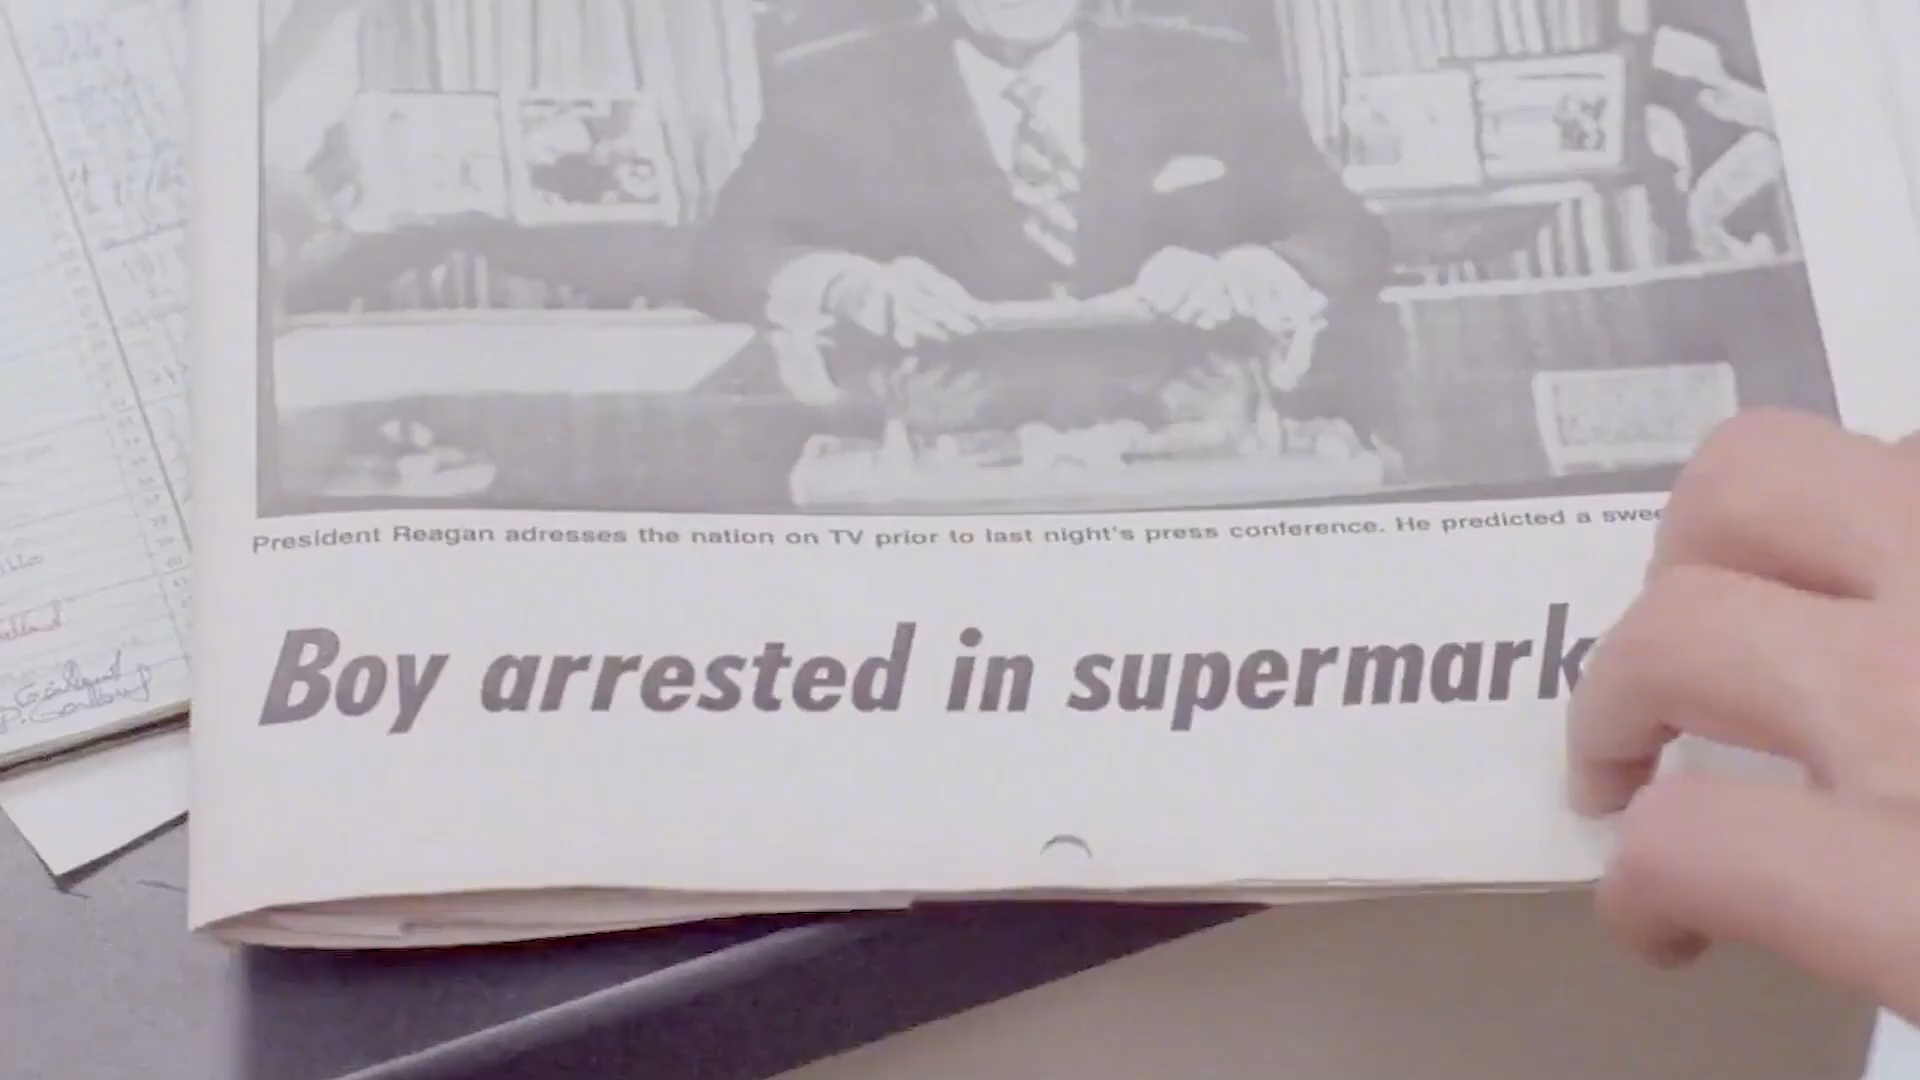 President Reagan adresses the nation on TV prior to last night's press conference. He predicted a swee
Boy arrested in supermark